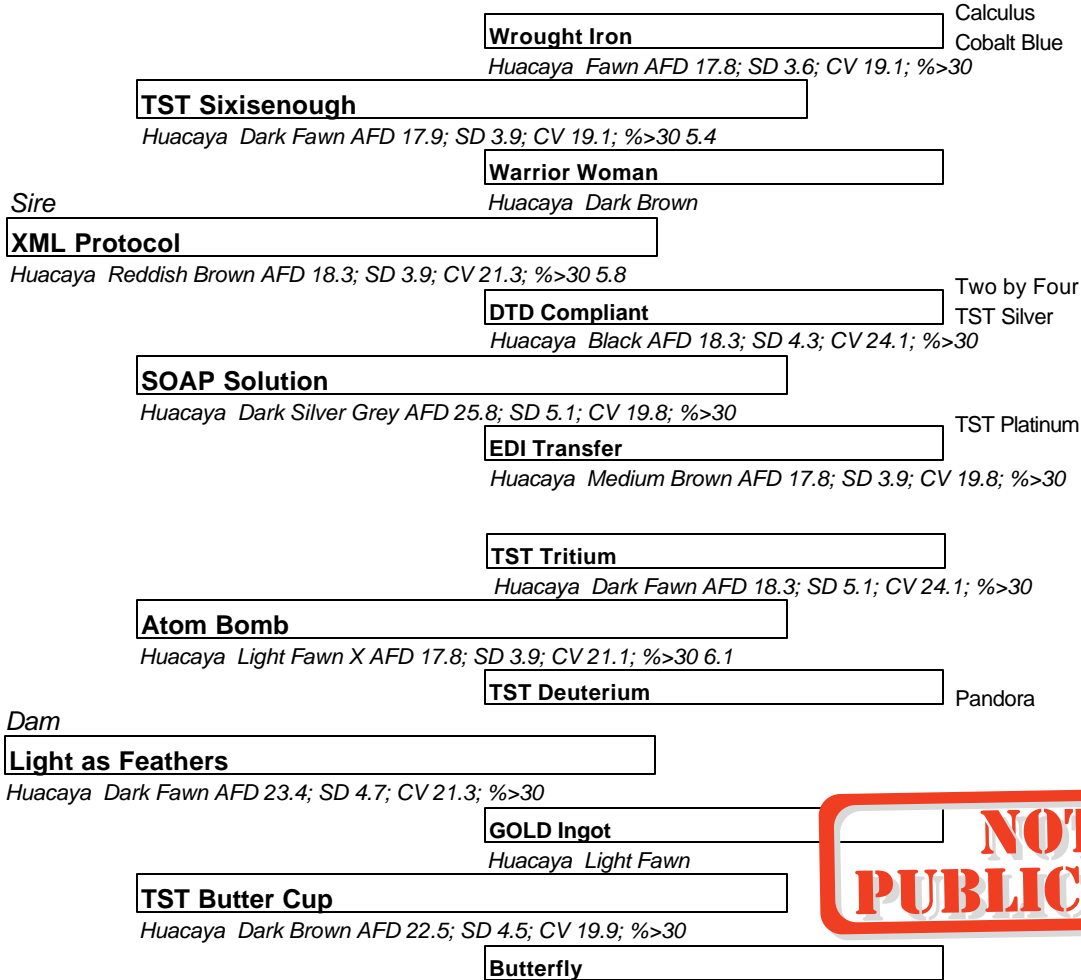 Calculus
Wrought Iron
Cobalt Blue
Huacaya Fawn AFD 17.8; SD 3.6; CV 19.1; %>30
TST Sixisenough
Huacaya Dark Fawn AFD 17.9; SD 3.9; CV 19.1; %>30 5.4
Warrior Woman
Huacaya Dark Brown
Sire
XML Protocol
Huacaya Reddish Brown AFD 18.3; SD 3.9; CV 21.3; %>30 5.8
Two by Four
DTD Compliant
TST Silver
Huacaya Black AFD 18.3; SD 4.3; CV 24.1; %>30
SOAP Solution
Huacaya Dark Silver Grey AFD 25.8; SD 5.1; CV 19.8; %>30
TST Platinum
EDI Transfer
Huacaya Medium Brown AFD 17.8; SD 3.9; CV 19.8; %>30
TST Tritium
Huacaya Dark Fawn AFD 18.3; SD 5.1; CV 24.1; %>30
Atom Bomb
Huacaya Light Fawn X AFD 17.8; SD 3.9; CV 21.1; %>30 6.1
TST Deuterium
Pandora
Dam
Light as Feathers
Huacaya Dark Fawn AFD 23.4; SD 4.7; CV 21.3; %>30
GOLD Ingot
Huacaya Light Fawn
NOT
PUBLIC
TST Butter Cup
Huacaya Dark Brown AFD 22.5; SD 4.5; CV 19.9; %>30
Butterfly